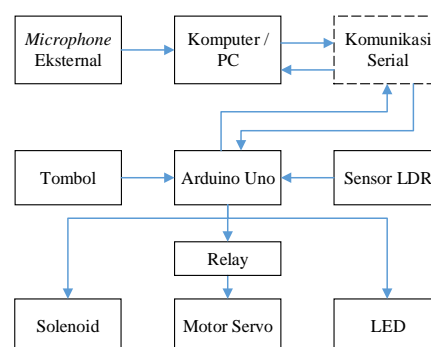 Microphone
Eksternal
Komputer /
PC
Komunikasi
Serial
Tombol
Arduino Uno
Sensor LDR
Relay
Solenoid
Motor Servo
LED